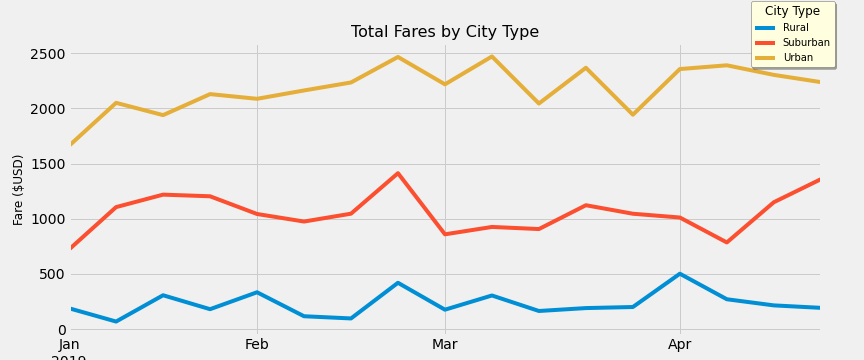 City Type
Rural
Suburban
Urban
Total Fares by City Type
Fare ($USD)
2500
2000
1500
1000
500
0
Jan Feb Mar Apr
2019